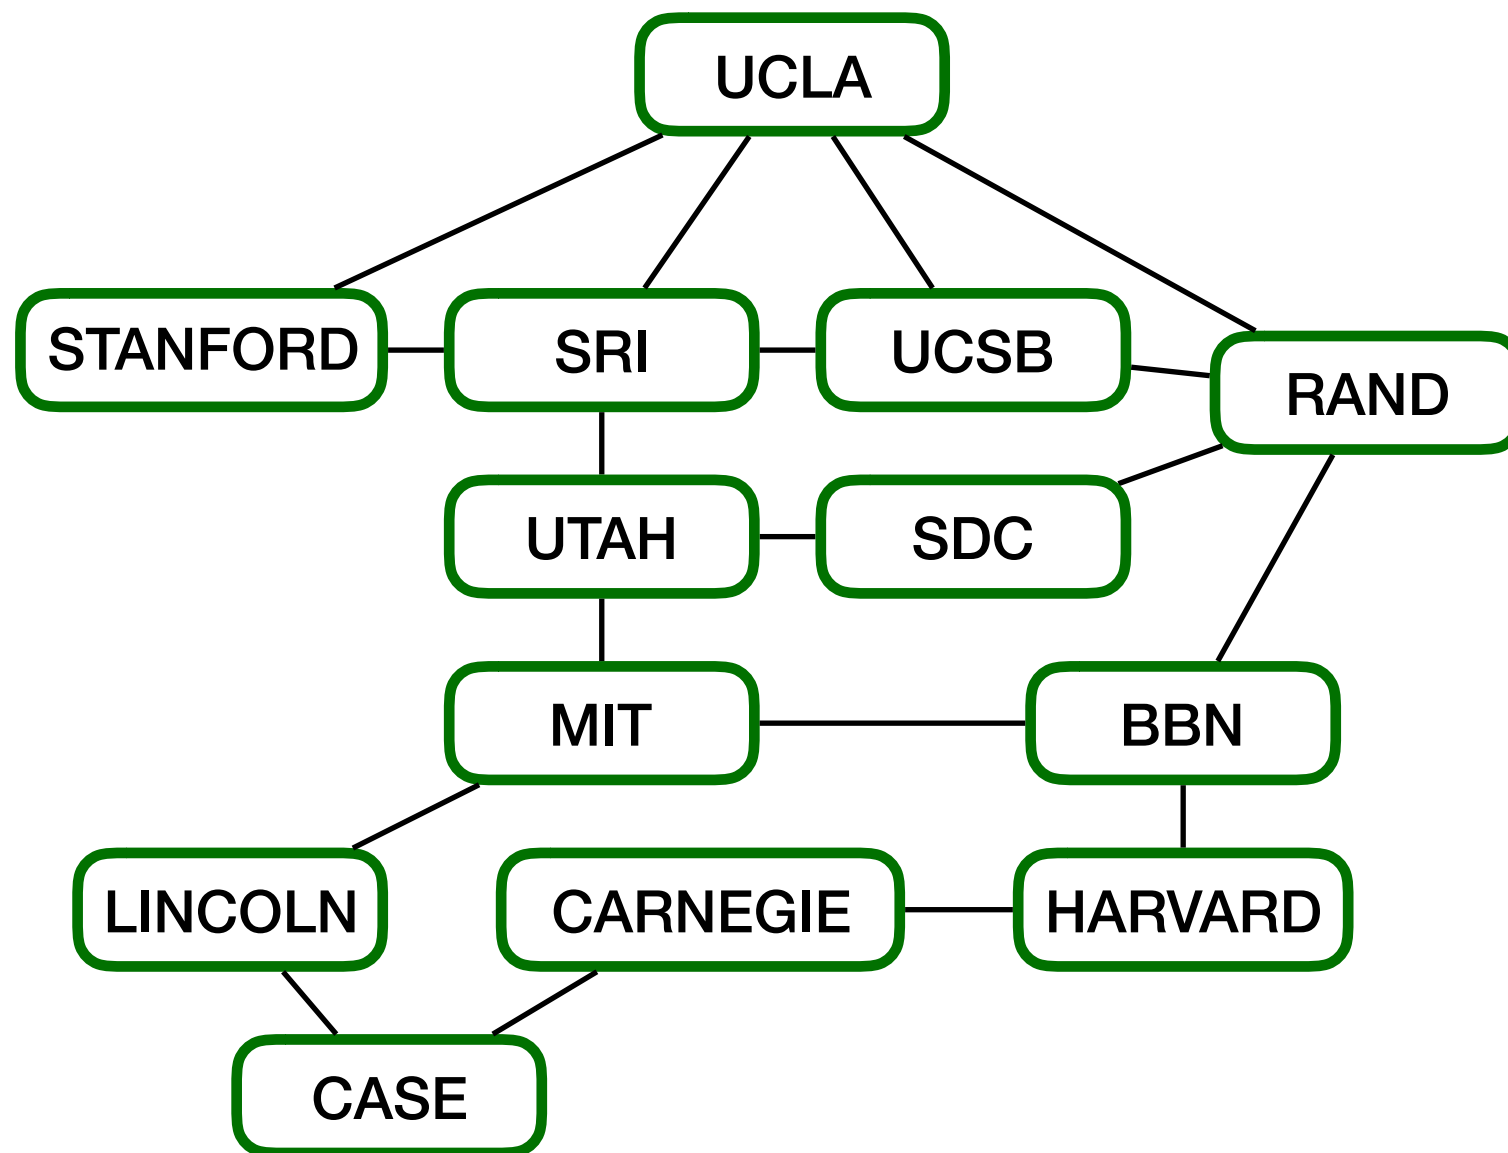 UCLA
STANFORD
SRI
UCSB
RAND
UTAH
SDC
MIT
BBN
LINCOLN
CARNEGIE
HARVARD
CASE